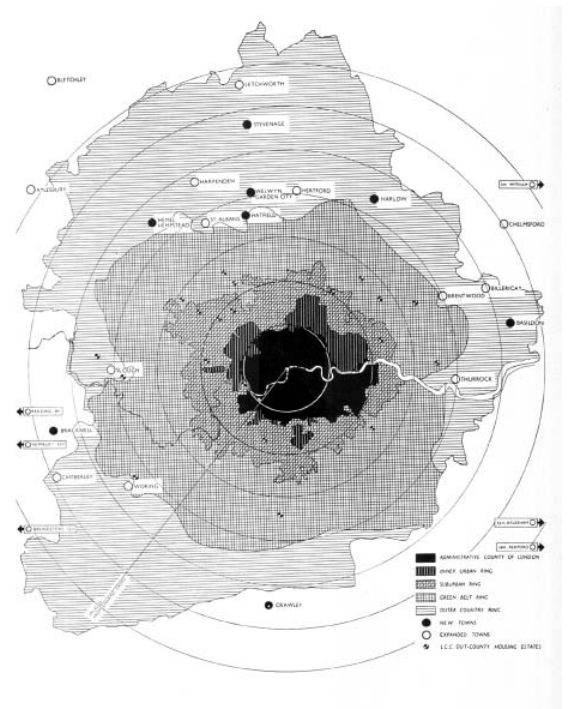 BLETCHLEY
LETCHWORTH
STEVENAGE
HARPENDEN
WELWYN
GARDEN CITY
HERTFORD
AYLESBURY
HARLOW
HEMEL
HEMPSTEAD
ST. ALBANS
HATFIELD
CHELMSFORD
BILLERICAY
BRENTWOOD
BASILDON
SLOUGH
THURROCK
BRACKNELL
CAMBERLEY
WOKING
CRAWLEY
ADMINISTRATIVE COUNTY OF LONDON
INNER URBAN RING
SUBURBAN RING
GREEN BELT RING
OUTER COUNTRY RING
NEW TOWNS
EXPANDED TOWNS
L.C.C. OUT-COUNTY HOUSING ESTATES